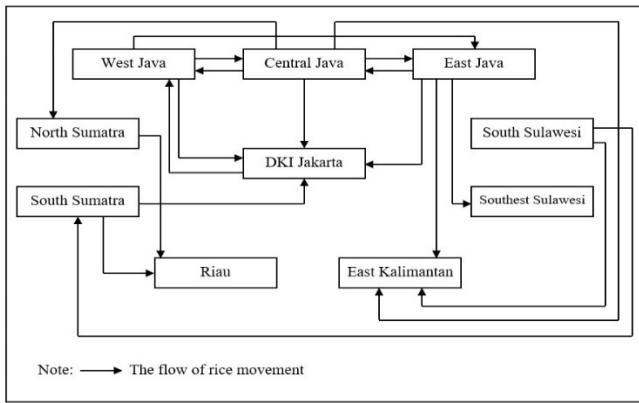 West Java
Central Java
East Java
North Sumatra
South Sulawesi
DKI Jakarta
South Sumatra
Southest Sulawesi
Riau
East Kalimantan
Note: The flow of rice movement